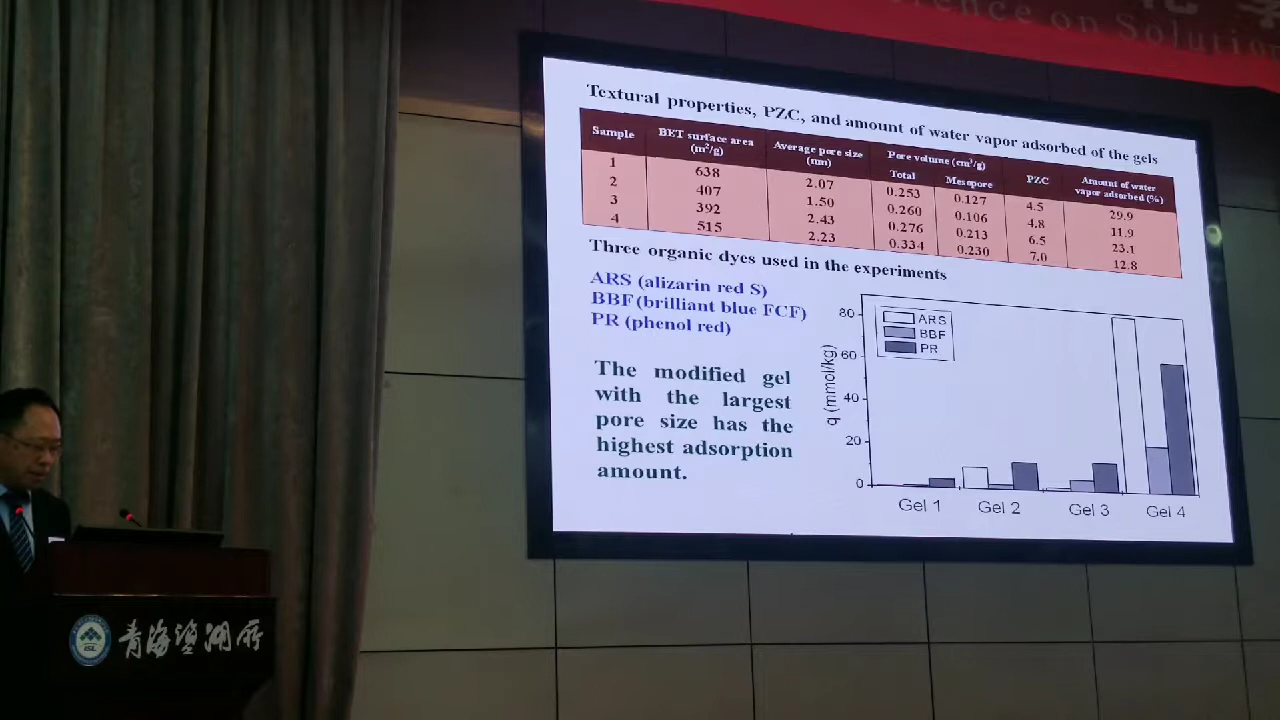 erence on Solution
Textural properties, PZC, and amount of water vapor adsorbed of the gels
Sample BET surface area (m²/g) Average pore size (nm) Pore volume (cm³/g) Total Mesopore PZC Amount of water vapor adsorbed (%)
1 638 2.07 0.253 0.127 4.5 29.9
2 407 1.50 0.260 0.106 4.8 11.9
3 392 2.43 0.276 0.213 6.5 23.1
4 515 2.23 0.334 0.230 7.0 12.8
Three organic dyes used in the experiments
ARS (alizarin red S)
BBF (brilliant blue FCF)
PR (phenol red)
The modified gel
with the largest
pore size has the
highest adsorption
amount.
q (mmol/kg)
80
60
40
20
0
ARS
BBF
PR
Gel 1 Gel 2 Gel 3 Gel 4
ISL
青海盐湖所